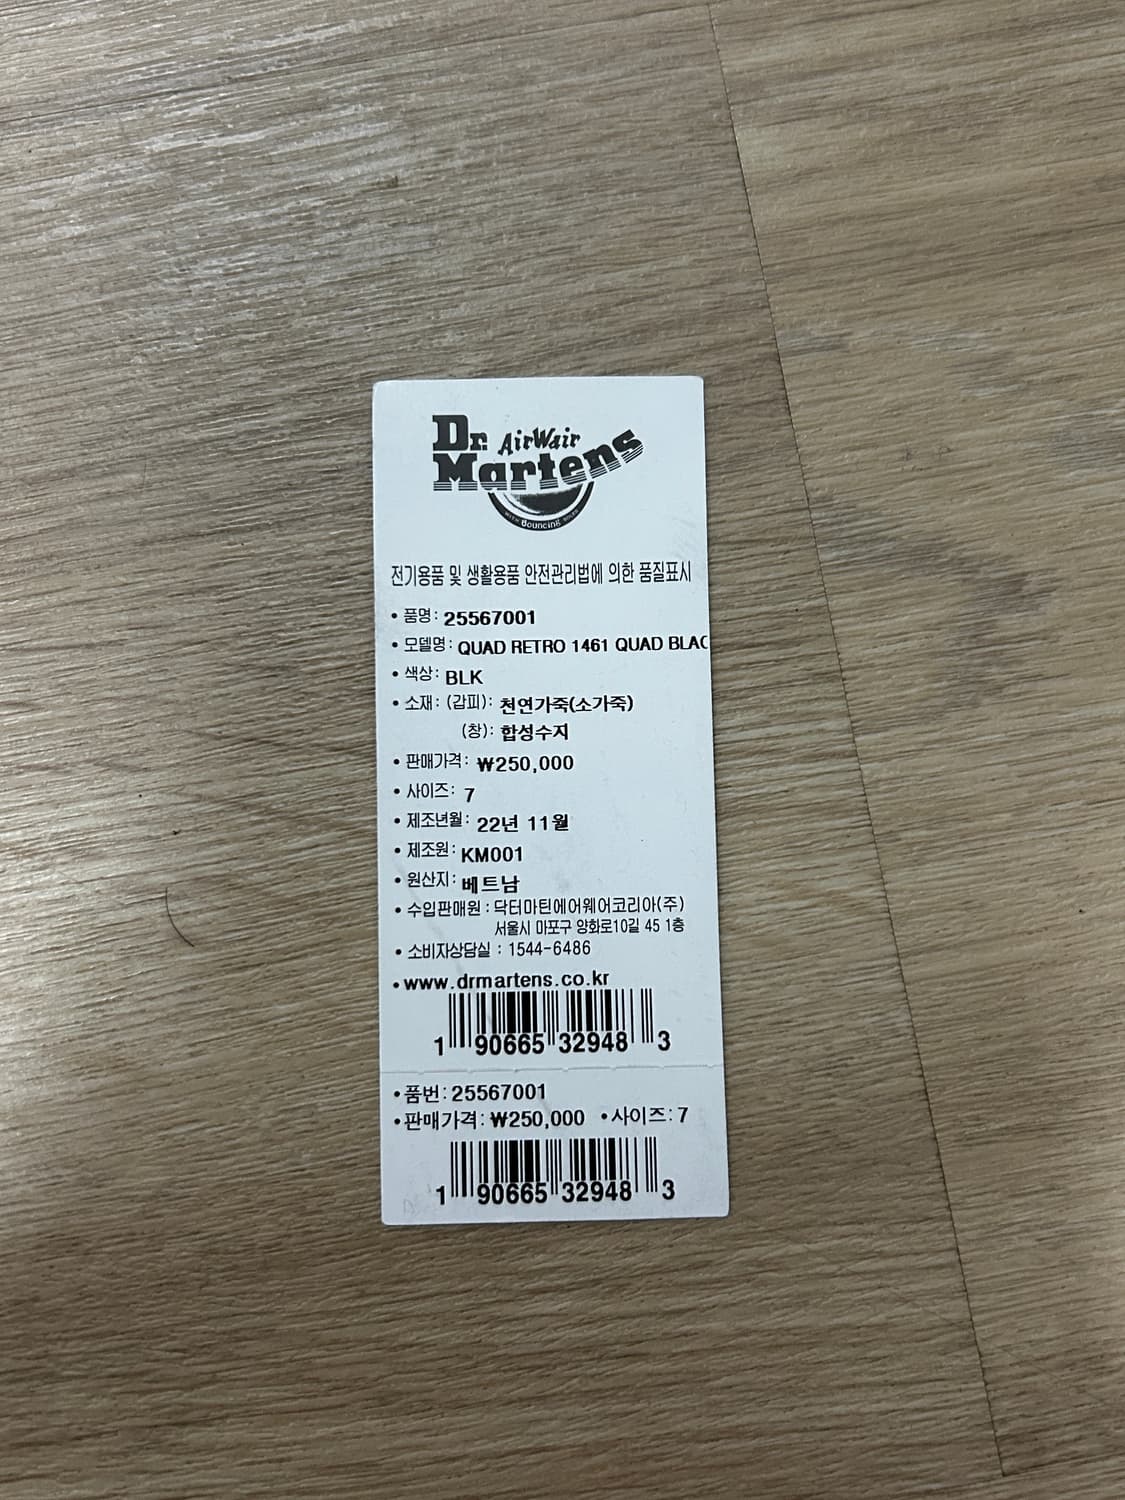 Dr. AirWair
Martens
WITH Bouncing SOLES
전기용품 및 생활용품 안전관리법에 의한 품질표시
• 품명: 25567001
• 모델명: QUAD RETRO 1461 QUAD BLAC
• 색상: BLK
• 소재: (갑피): 천연가죽(소가죽)
(창): 합성수지
• 판매가격: ₩250,000
• 사이즈: 7
• 제조년월: 22년 11월
• 제조원: KM001
• 원산지: 베트남
• 수입판매원 : 닥터마틴에어웨어코리아(주)
서울시 마포구 양화로10길 45 1층
• 소비자상담실 : 1544-6486
• www.drmartens.co.kr
1 90665 32948 3
• 품번: 25567001
• 판매가격: ₩250,000 • 사이즈: 7
1 90665 32948 3